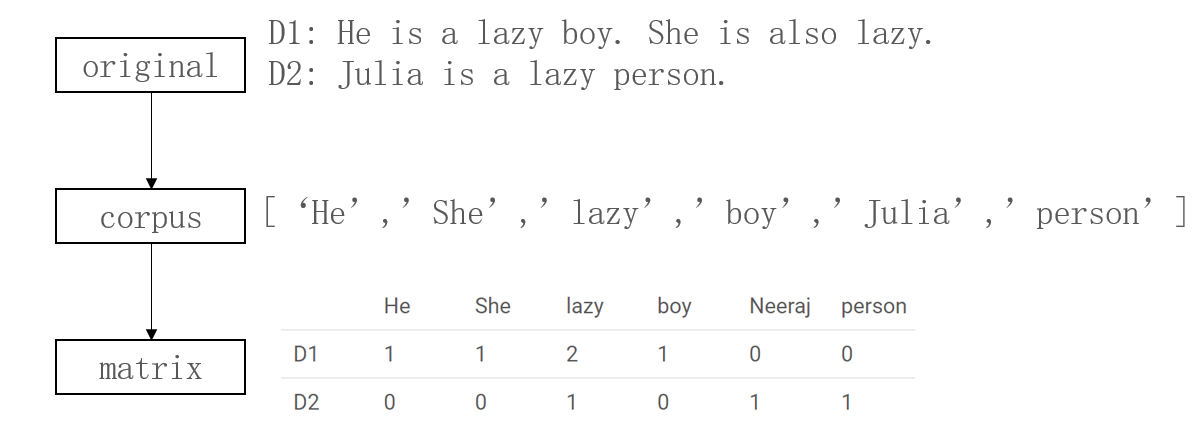 D1: He is a lazy boy. She is also lazy.
original
D2: Julia is a lazy person.
corpus
[ ‘He’ ,’ She’ ,’ lazy’ ,’ boy’ ,’ Julia’ ,’ person’ ]
He She lazy boy Neeraj person
D1 1 1 2 1 0 0
matrix
D2 0 0 1 0 1 1